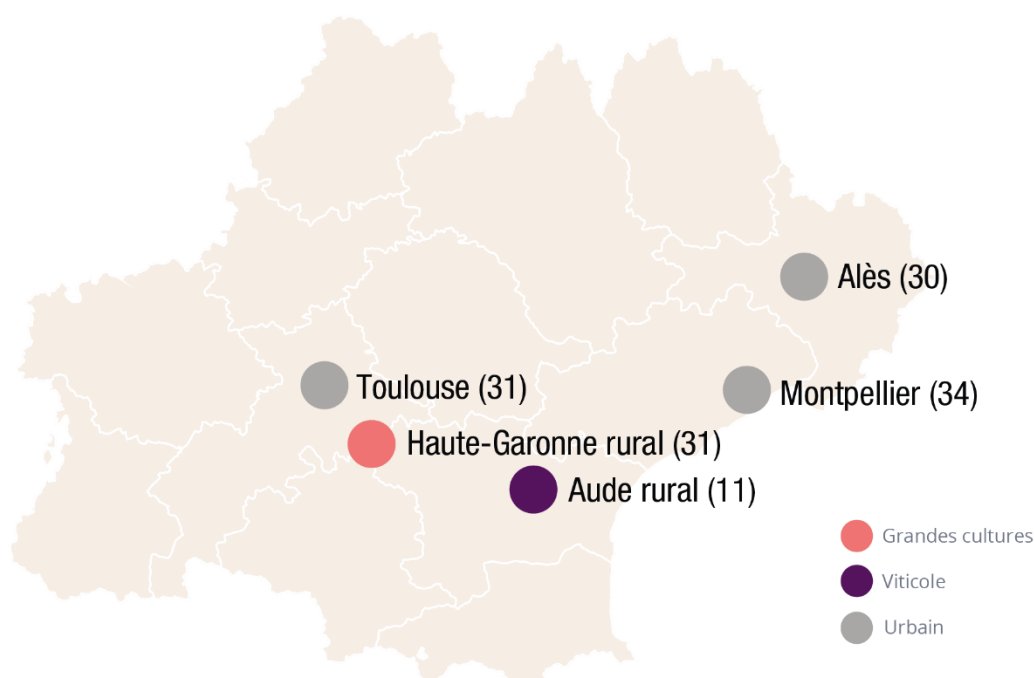 Alès (30)
Toulouse (31)
Montpellier (34)
Haute-Garonne rural (31)
Aude rural (11)
Grandes cultures
Viticole
Urbain